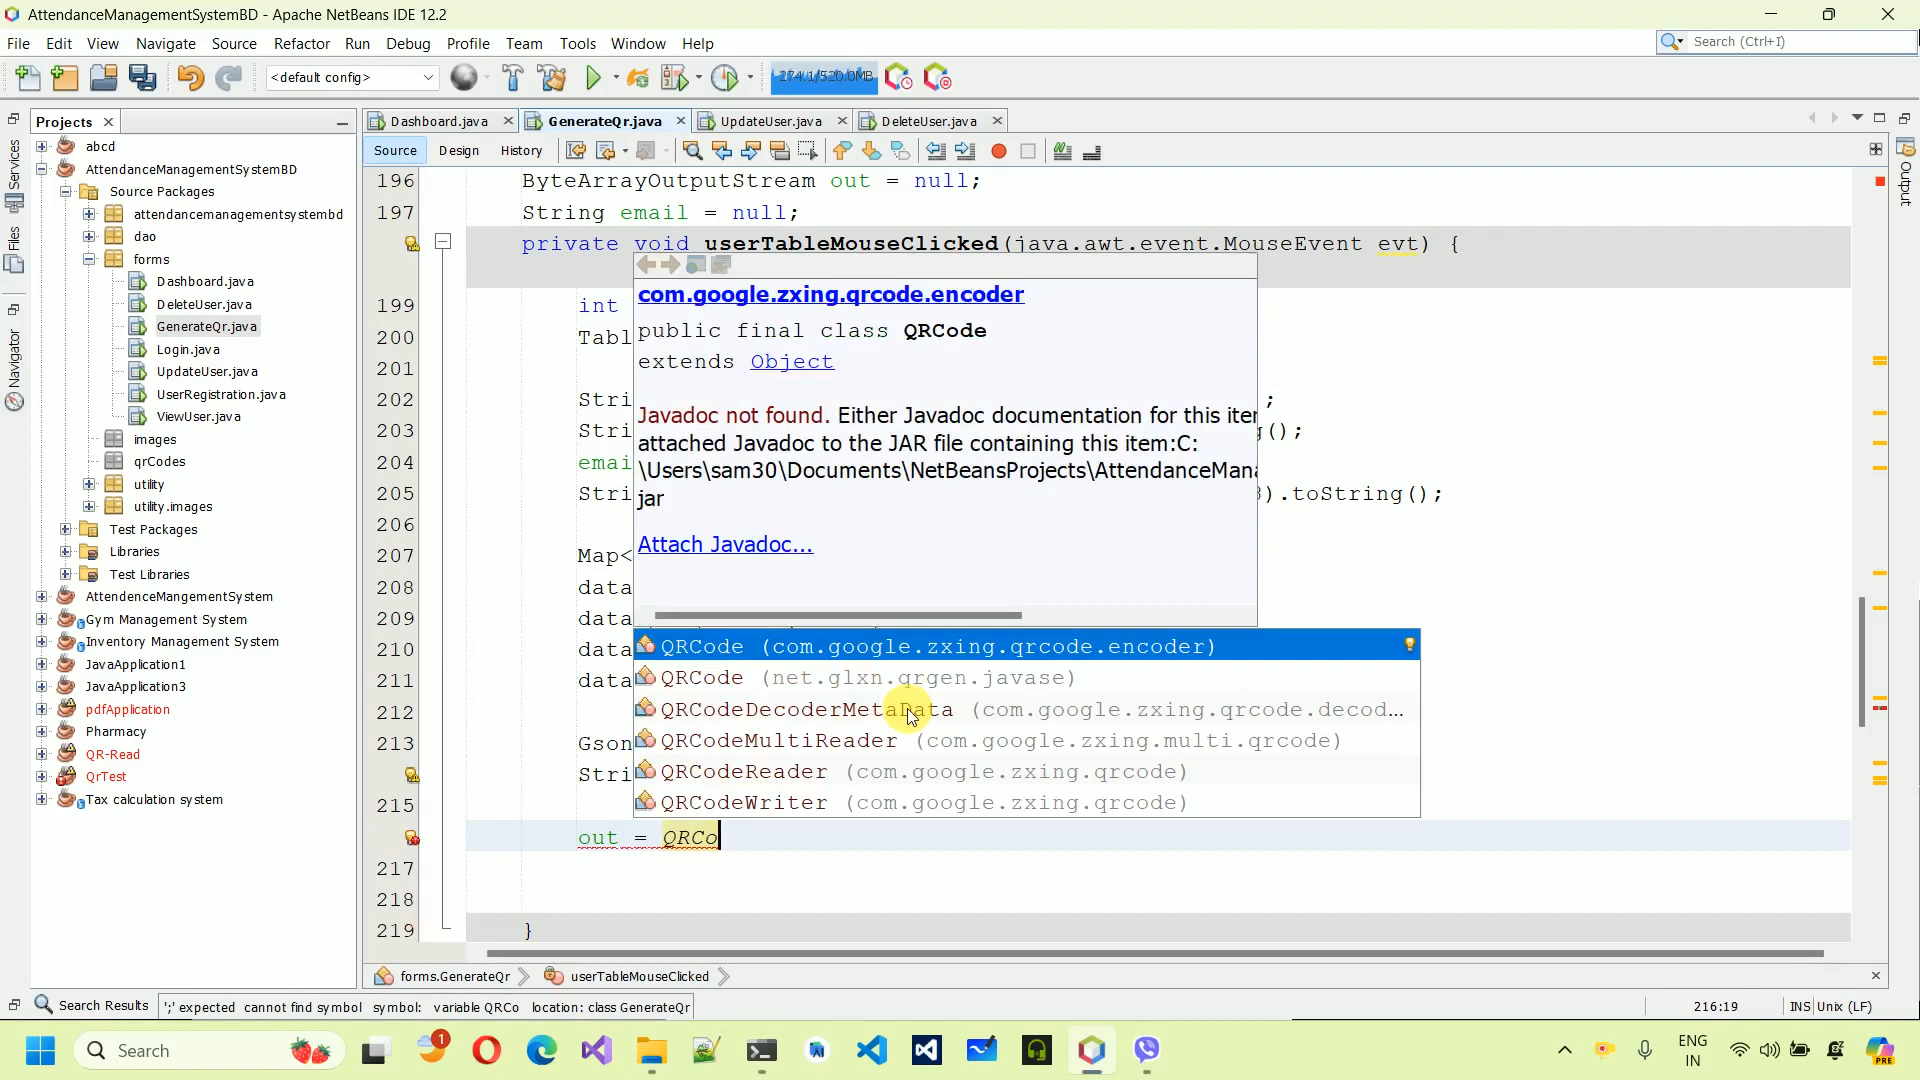 AttendanceManagementSystemBD - Apache NetBeans IDE 12.2
File Edit View Navigate Source Refactor Run Debug Profile Team Tools Window Help
Search (Ctrl+I)
<default config>
274.1/520.0MB
Projects
Dashboard.java
GenerateQr.java
UpdateUser.java
DeleteUser.java
Source Design History
Services
Files
Navigator
Output
abcd
AttendanceManagementSystemBD
Source Packages
attendancemanagementsystembd
dao
forms
Dashboard.java
DeleteUser.java
GenerateQr.java
Login.java
UpdateUser.java
UserRegistration.java
ViewUser.java
images
qrCodes
utility
utility.images
Test Packages
Libraries
Test Libraries
AttendenceMangementSystem
Gym Management System
Inventory Management System
JavaApplication1
JavaApplication3
pdfApplication
Pharmacy
QR-Read
QrTest
Tax calculation system
196 ByteArrayOutputStream out = null;
197 String email = null;
private void userTableMouseClicked(java.awt.event.MouseEvent evt) {
199 int
200 Tabl
201
202 Stri ;
203 Stri g();
204 emai
205 Stri 3).toString();
206
207 Map<
208 data
209 data
210 data
211 data
212
213 Gson
Stri
215
out = QRCo
217
218
219 }
com.google.zxing.qrcode.encoder
public final class QRCode
extends Object
Javadoc not found. Either Javadoc documentation for this iter
attached Javadoc to the JAR file containing this item:C:
\Users\sam30\Documents\NetBeansProjects\AttendanceMana
jar
Attach Javadoc...
QRCode (com.google.zxing.qrcode.encoder)
QRCode (net.glxn.qrgen.javase)
QRCodeDecoderMetaData (com.google.zxing.qrcode.decod...
QRCodeMultiReader (com.google.zxing.multi.qrcode)
QRCodeReader (com.google.zxing.qrcode)
QRCodeWriter (com.google.zxing.qrcode)
forms.GenerateQr userTableMouseClicked
Search Results ';' expected cannot find symbol symbol: variable QRCo location: class GenerateQr
216:19 INS Unix (LF)
Search
1
ENG
IN
PRE